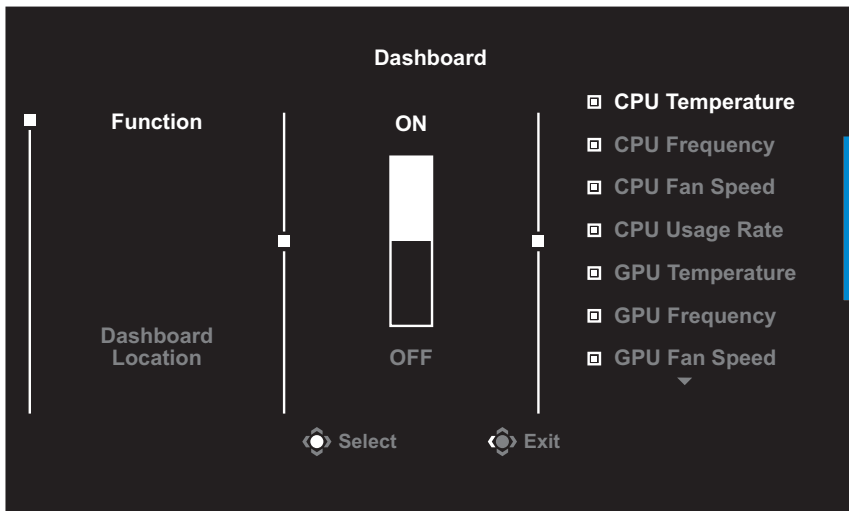 Dashboard
Function
Dashboard
Location
ON
OFF
CPU Temperature
CPU Frequency
CPU Fan Speed
CPU Usage Rate
GPU Temperature
GPU Frequency
GPU Fan Speed
Select
Exit